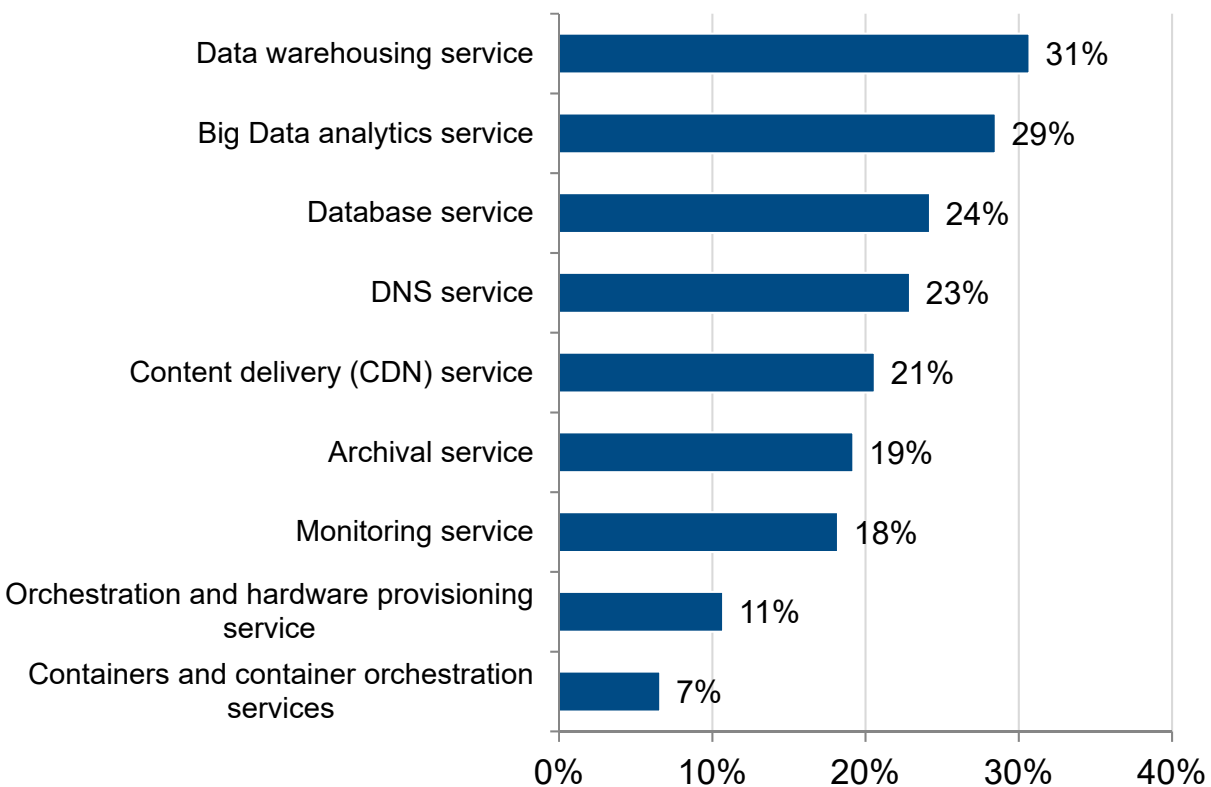 Data warehousing service
31%
Big Data analytics service
29%
Database service
24%
DNS service
23%
Content delivery (CDN) service
21%
Archival service
19%
Monitoring service
18%
Orchestration and hardware provisioning
service
11%
Containers and container orchestration
services
7%
0%
10%
20%
30%
40%